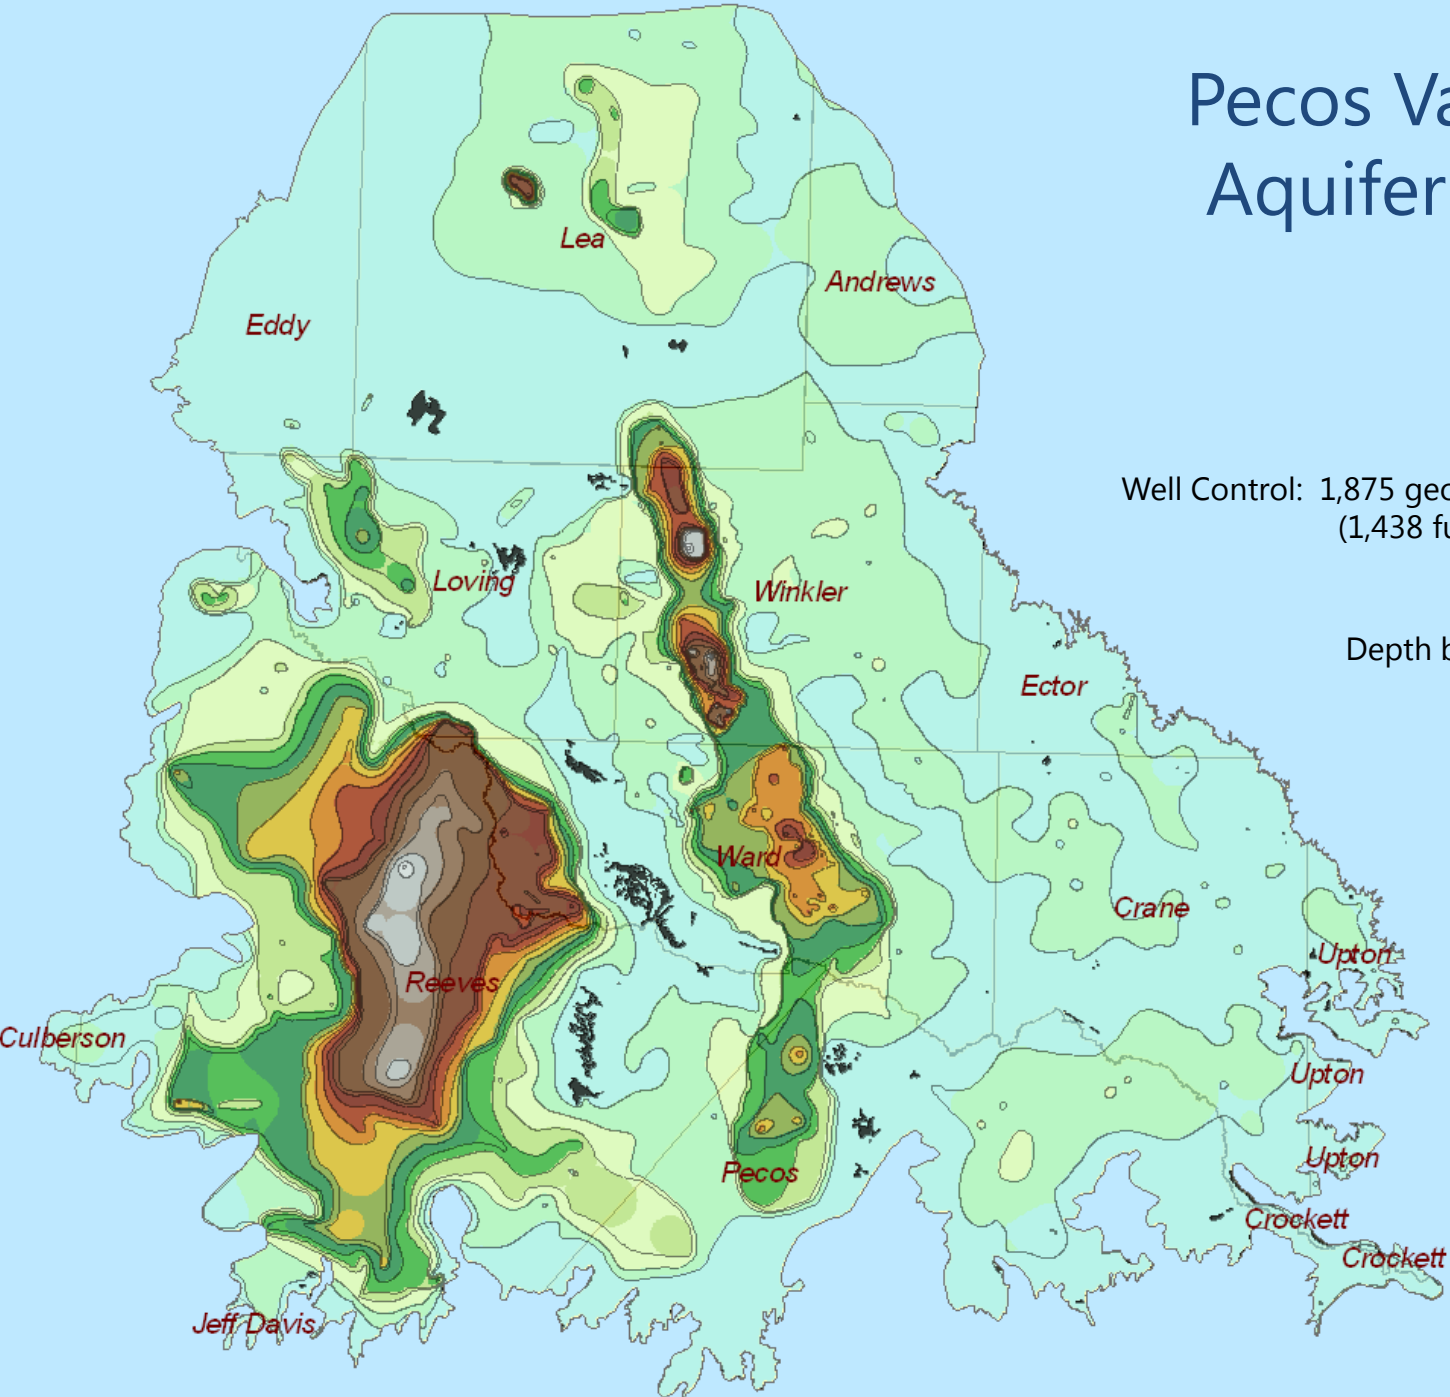 Pecos Va
Aquifer
Lea
Andrews
Eddy
Well Control: 1,875 geo
(1,438 fu
Loving
Winkler
Depth b
Ector
Ward
Crane
Upton
Reeves
Culberson
Upton
Upton
Pecos
Crockett
Crockett
Jeff Davis